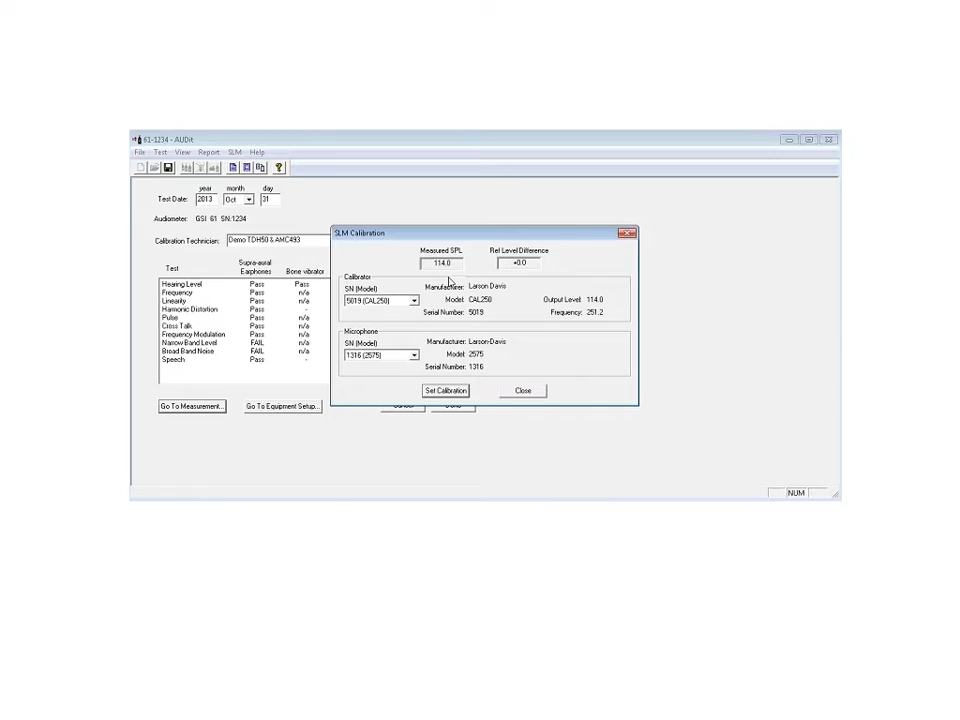 61-1234 - AUDit
File Test View Report SLM Help
year month day
Test Date: 2013 Oct 31
Audiometer: GSI 61 SN:1234
Calibration Technician: Demo TDH50 & AMC493
Test Supra-aural Earphones Bone vibrator
Hearing Level Pass Pass
Frequency Pass n/a
Linearity Pass n/a
Harmonic Distortion Pass -
Pulse Pass n/a
Cross Talk Pass n/a
Frequency Modulation Pass n/a
Narrow Band Level FAIL n/a
Broad Band Noise FAIL n/a
Speech Pass -
Go To Measurement... Go To Equipment Setup...
SLM Calibration
Measured SPL Ref Level Difference
114.0 +0.0
Calibrator
SN (Model) Manufacturer: Larson Davis
5019 (CAL250) Model: CAL250 Output Level: 114.0
Serial Number: 5019 Frequency: 251.2
Microphone
SN (Model) Manufacturer: Larson-Davis
1316 (2575) Model: 2575
Serial Number: 1316
Set Calibration Close
NUM